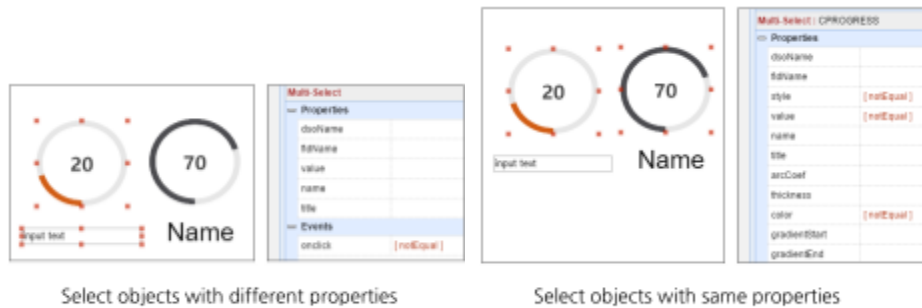 20
70
Input text
Name
Multi-Select
Properties
dsoName
fldName
value
name
title
Events
onclick [notEqual]
Select objects with different properties
20
70
Input text
Name
Multi-Select : CPROGRESS
Properties
dsoName
fldName
style [notEqual]
value [notEqual]
name
title
arcCoef
thickness
color [notEqual]
gradientStart
gradientEnd
Select objects with same properties